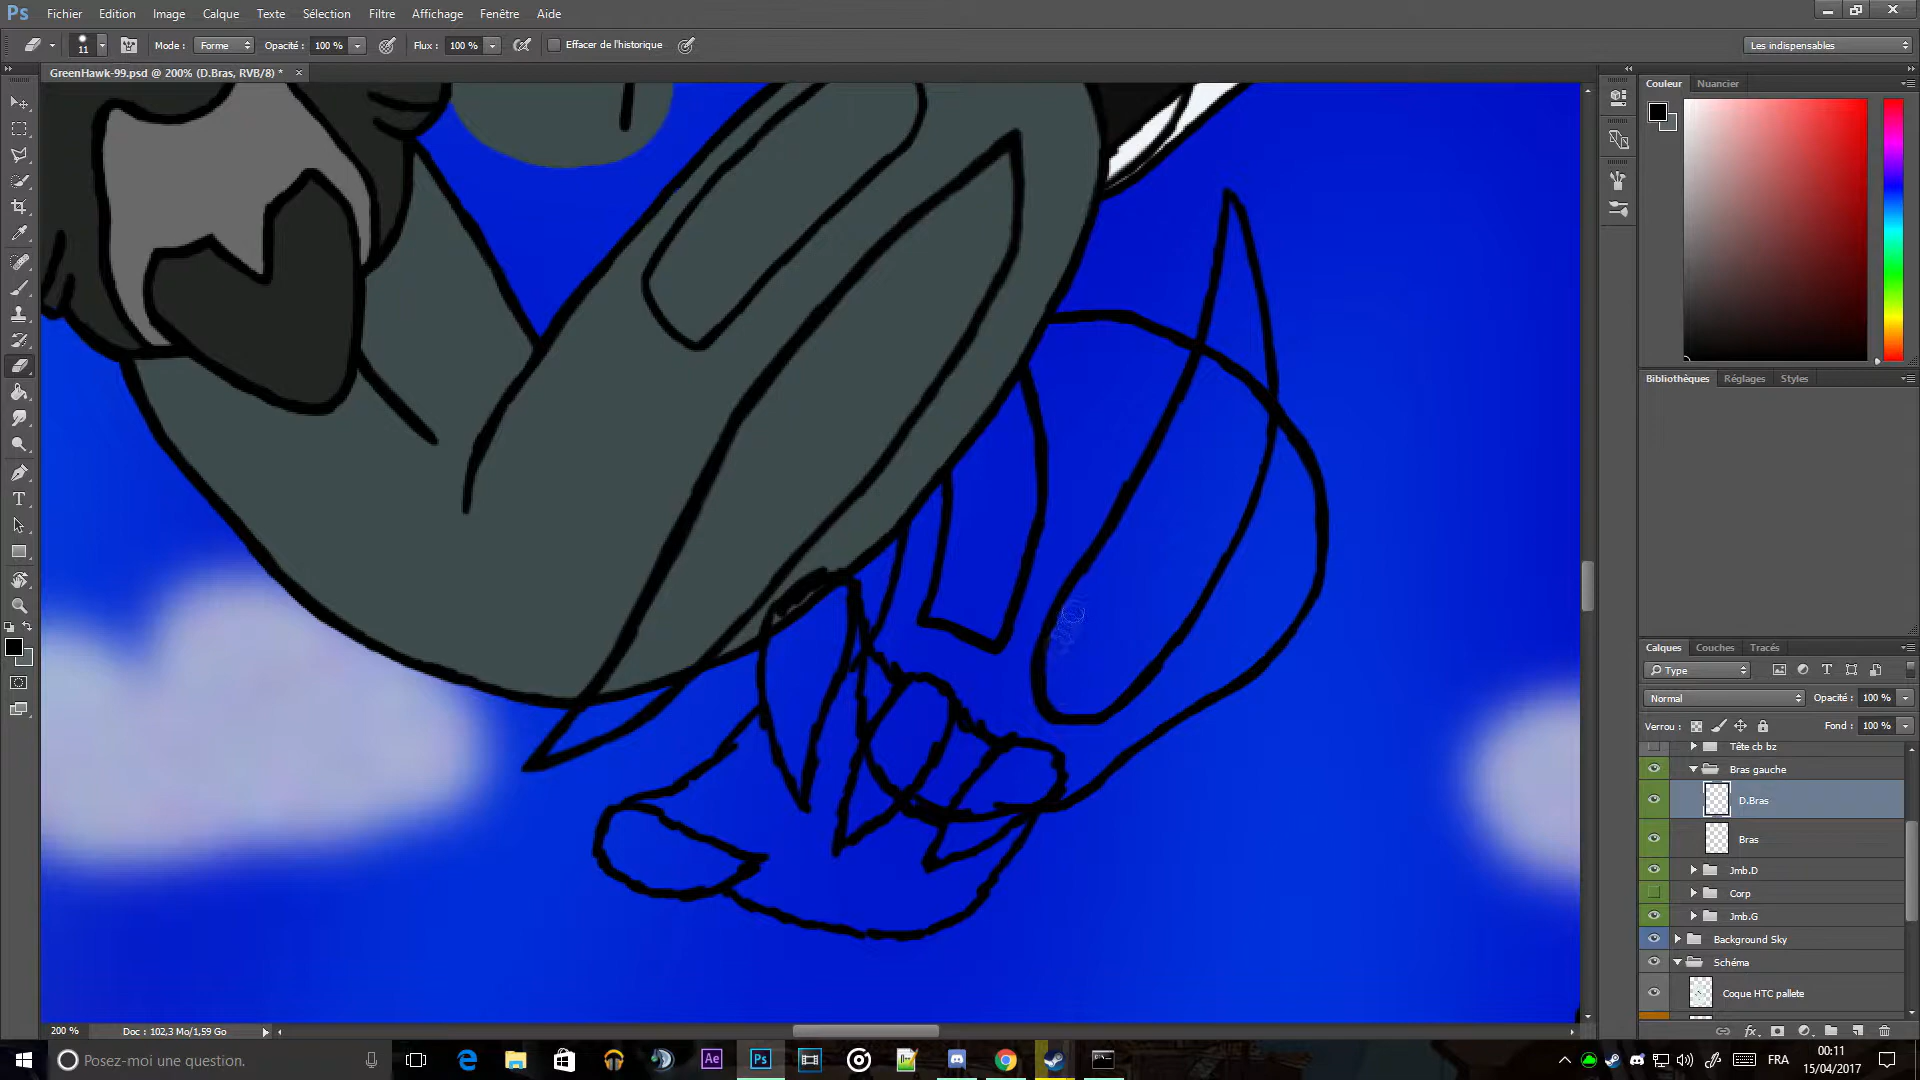 Ps Fichier Edition Image Calque Texte Sélection Filtre Affichage Fenêtre Aide
11 Mode : Forme Opacité : 100 % Flux : 100 % Effacer de l'historique Les indispensables
GreenHawk-99.psd @ 200% (D.Bras, RVB/8) * ×
Couleur Nuancier
Bibliothèques Réglages Styles
Calques Couches Tracés
Type
Normal Opacité : 100 %
Verrou : Fond : 100 %
Tête cb bz
Bras gauche
D.Bras
Bras
Jmb.D
Corp
Jmb.G
Background Sky
Schéma
Coque HTC pallete
200 % Doc : 102,3 Mo/1,59 Go
Posez-moi une question. Ae Ps FRA 00:11
15/04/2017